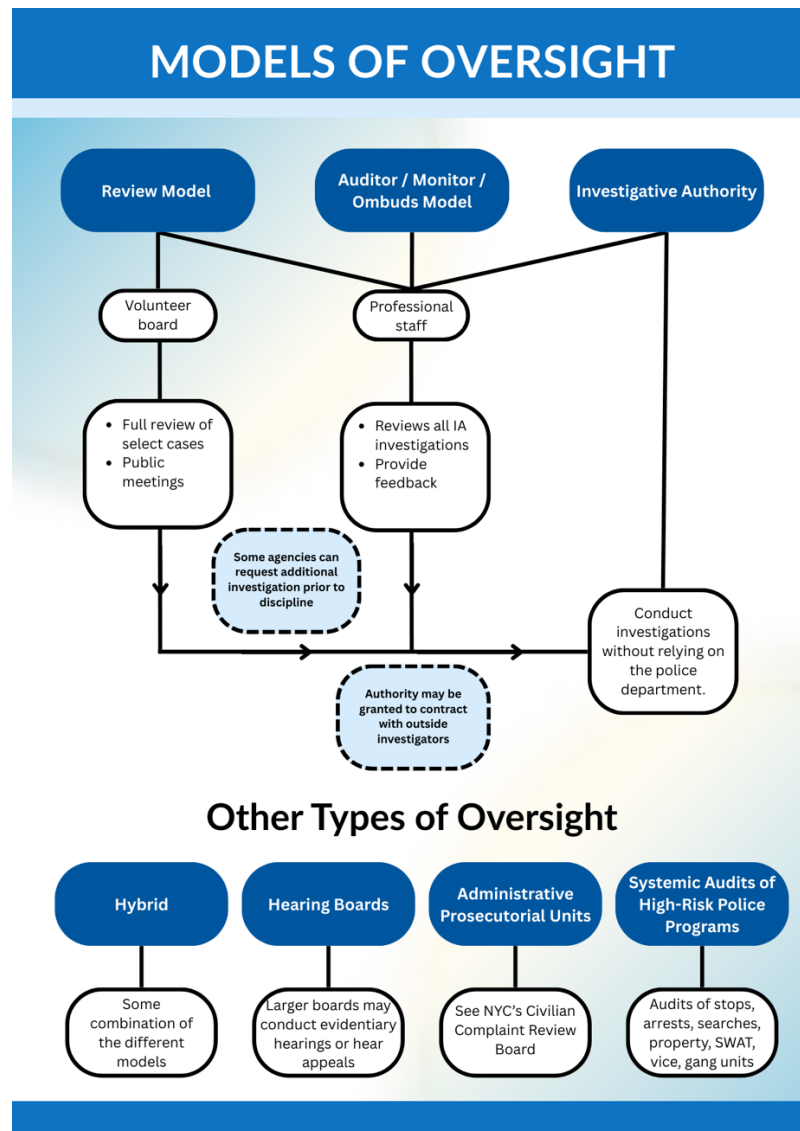 MODELS OF OVERSIGHT
Review Model
Auditor / Monitor /
Ombuds Model
Investigative Authority
Volunteer
board
Professional
staff
• Full review of
select cases
• Public
meetings
• Reviews all IA
investigations
• Provide
feedback
Some agencies can
request additional
investigation prior to
discipline
Conduct
investigations
without relying on
the police
department.
Authority may be
granted to contract
with outside
investigators
Other Types of Oversight
Hybrid
Hearing Boards
Administrative
Prosecutorial Units
Systemic Audits of
High-Risk Police
Programs
Some
combination of
the different
models
Larger boards may
conduct evidentiary
hearings or hear
appeals
See NYC's Civilian
Complaint Review
Board
Audits of stops,
arrests, searches,
property, SWAT,
vice, gang units